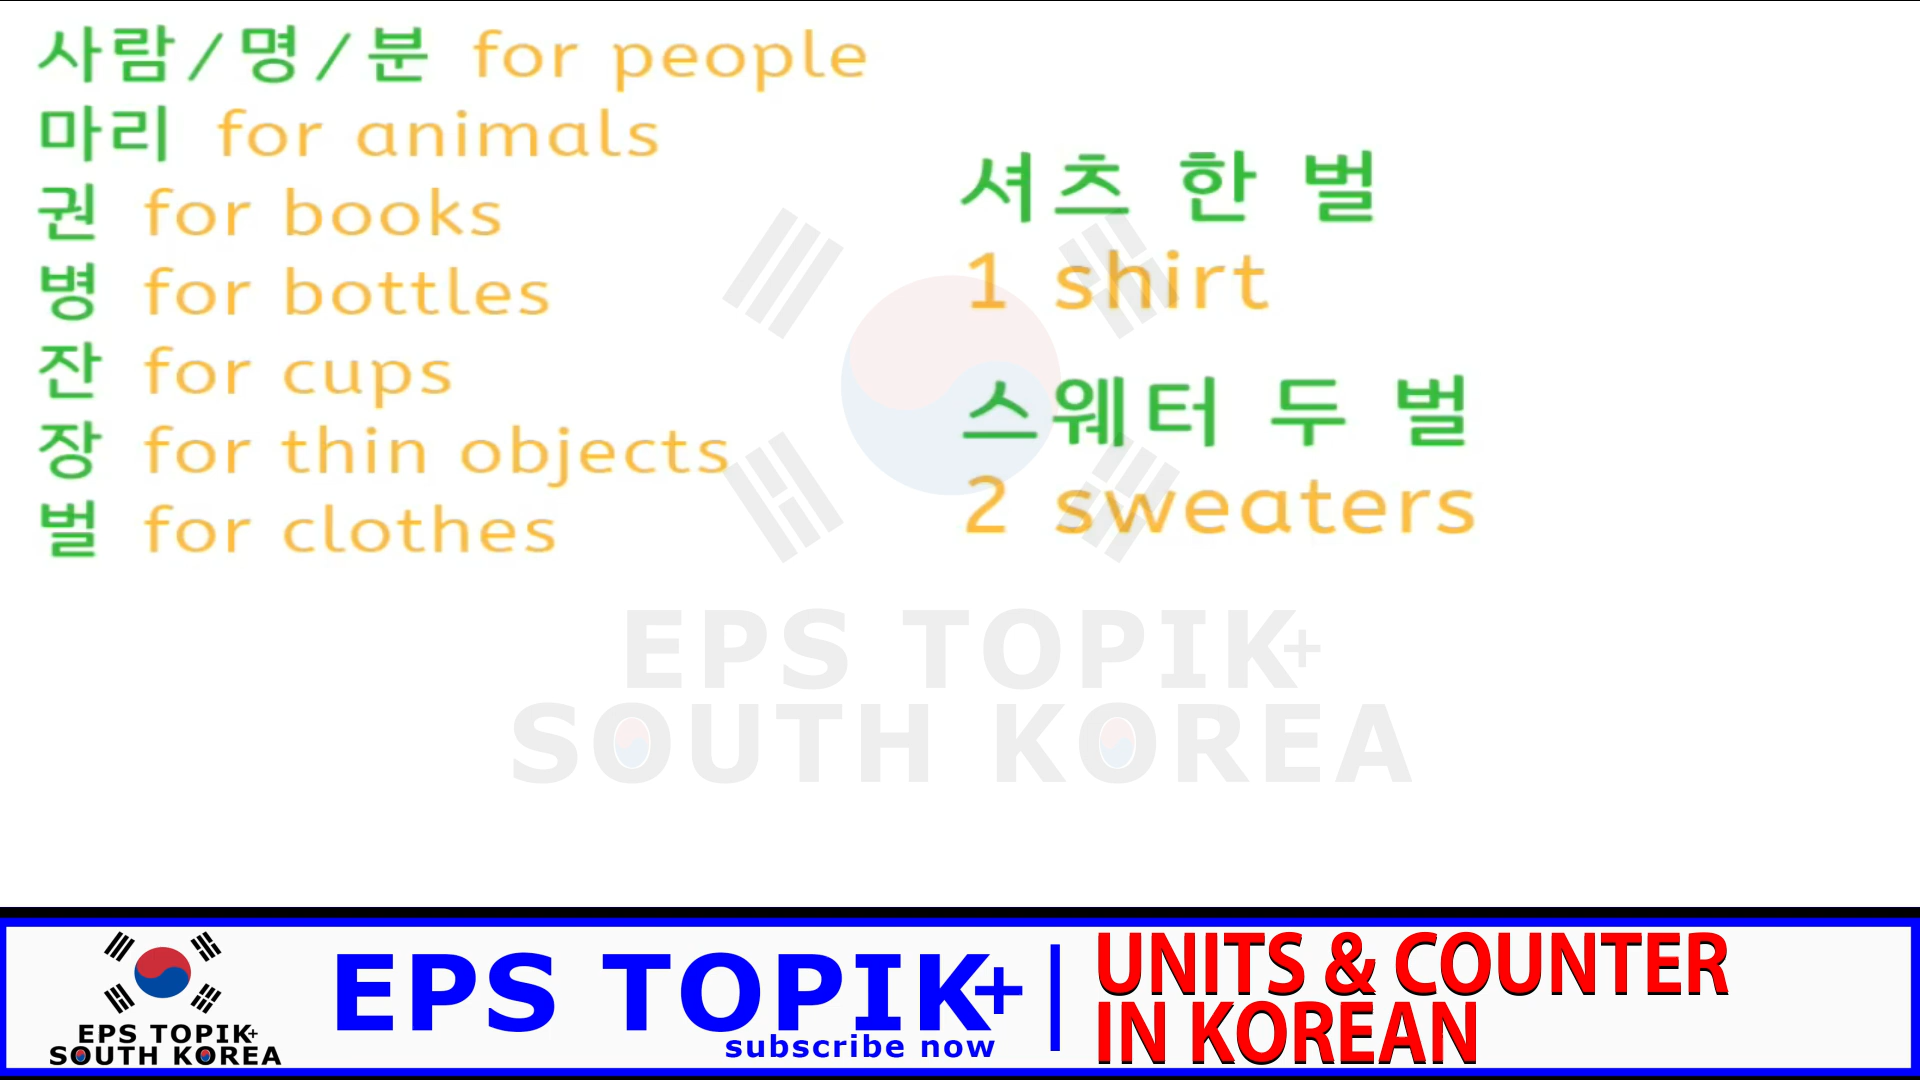 사람/명/분 for people
마리 for animals
권 for books
병 for bottles
잔 for cups
장 for thin objects
벌 for clothes
셔츠 한 벌
1 shirt
스웨터 두 벌
2 sweaters
EPS TOPIK+
SOUTH KOREA
EPS TOPIK+
SOUTH KOREA
EPS TOPIK+
subscribe now
UNITS & COUNTER
IN KOREAN